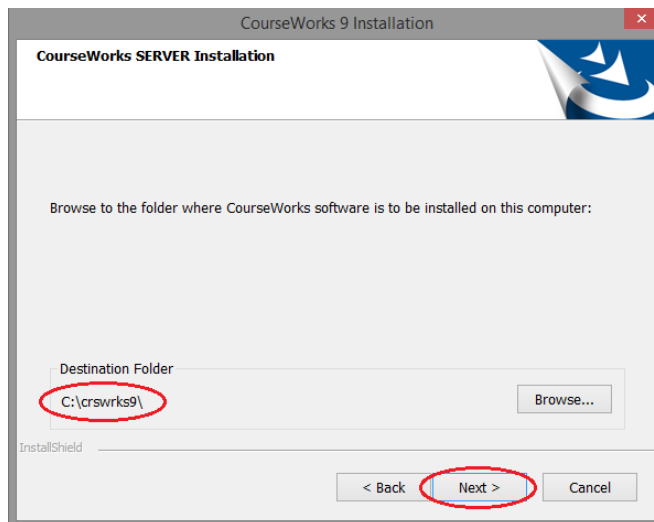 CourseWorks 9 Installation
CourseWorks SERVER Installation
Browse to the folder where CourseWorks software is to be installed on this computer:
Destination Folder
C:\crswrks9\
Browse...
InstallShield
< Back
Next >
Cancel